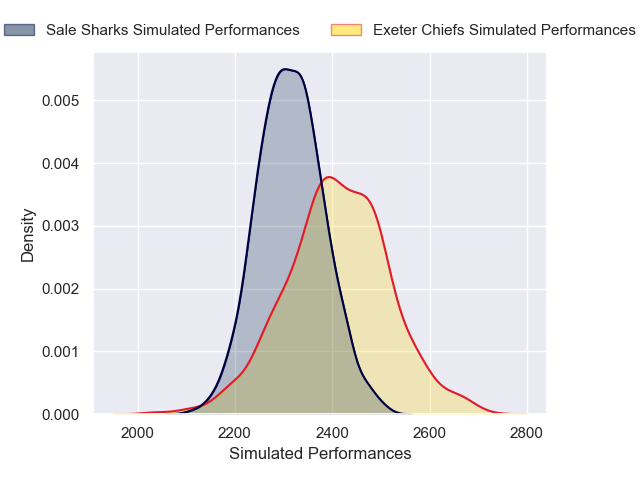 Sale Sharks Simulated Performances
Exeter Chiefs Simulated Performances
0.005
0.004
0.003
0.002
0.001
0.000
Density
2000
2200
2400
2600
2800
Simulated Performances